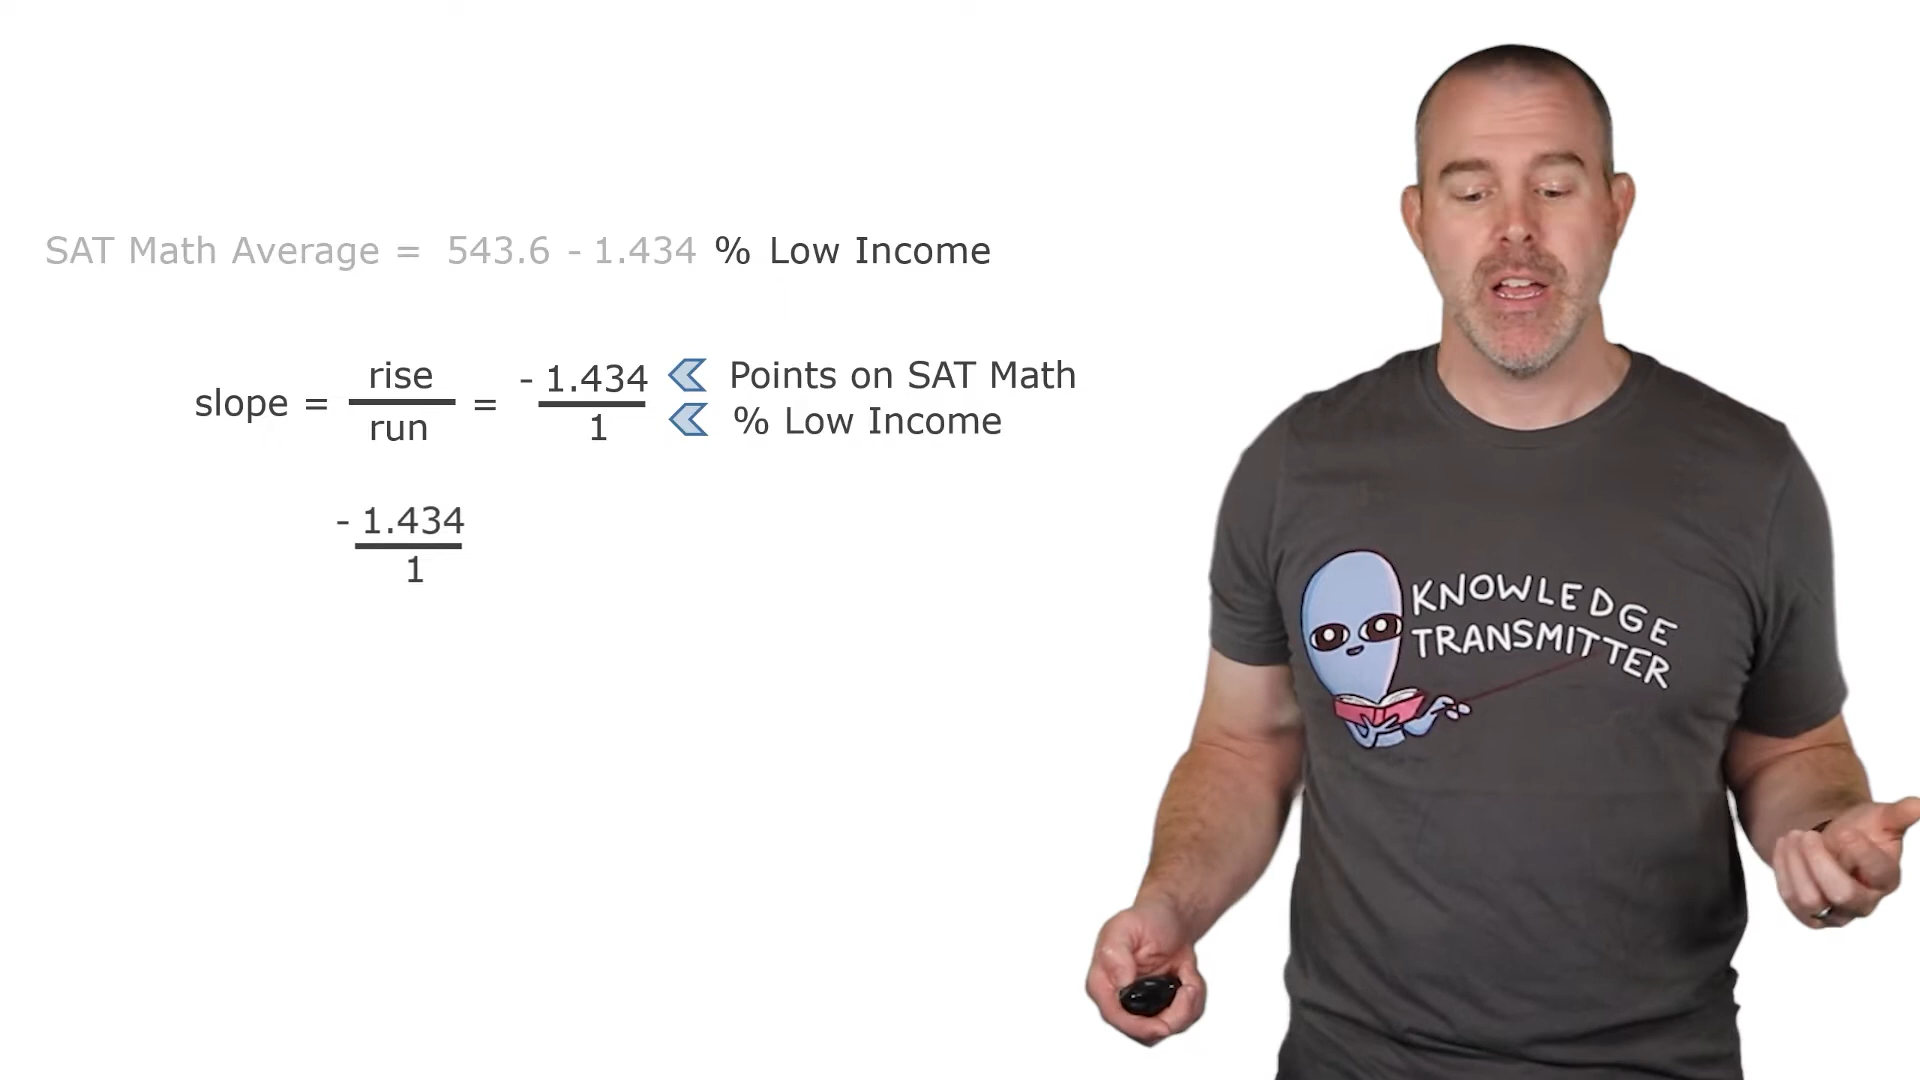 SAT Math Average = 543.6 - 1.434 % Low Income
slope = rise / run = - 1.434 / 1
Points on SAT Math
% Low Income
- 1.434 / 1
KNOWLEDGE
TRANSMITTER